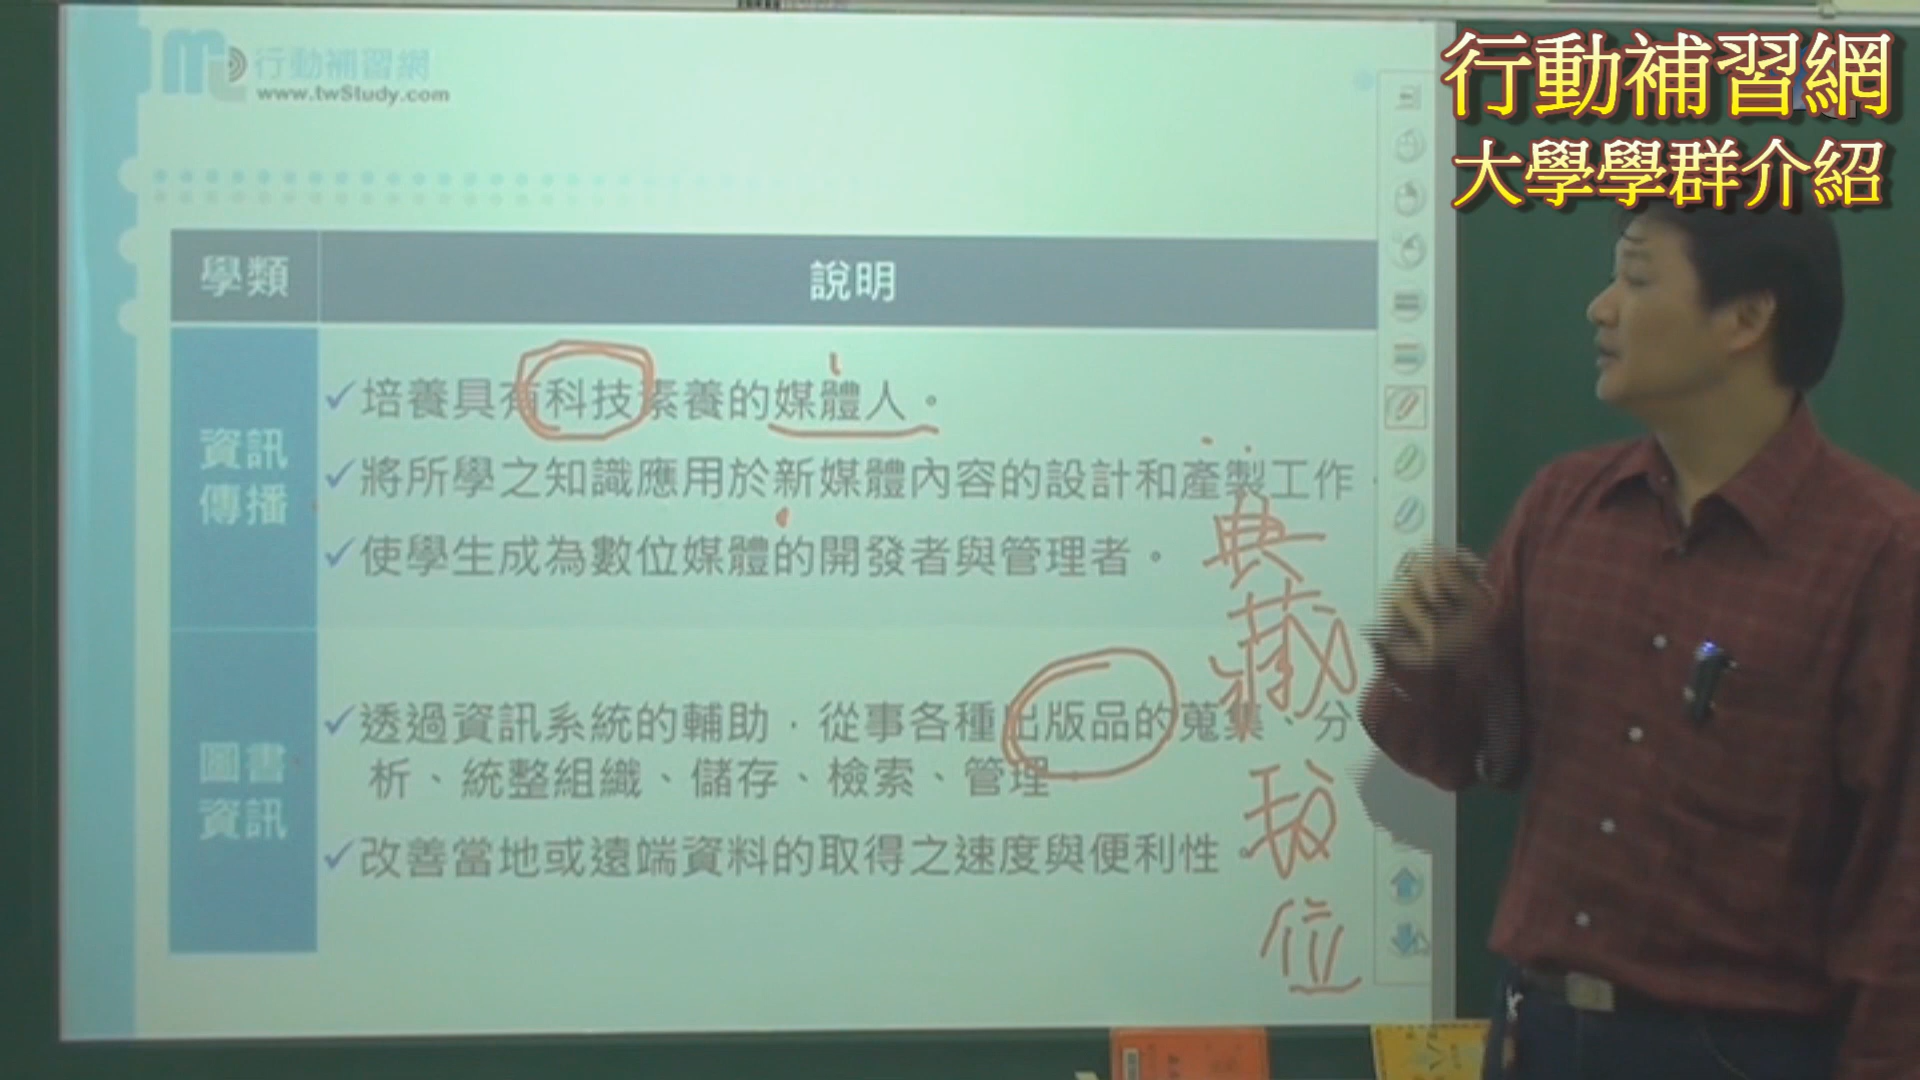 行動補習網
www.twStudy.com
行動補習網
大學學群介紹
學類
說明
資訊
傳播
✓培養具有科技素養的媒體人。
✓將所學之知識應用於新媒體內容的設計和產製工作
✓使學生成為數位媒體的開發者與管理者。
圖書
資訊
✓透過資訊系統的輔助，從事各種出版品的蒐集、分
析、統整組織、儲存、檢索、管理。
✓改善當地或遠端資料的取得之速度與便利性。
典
藏
位